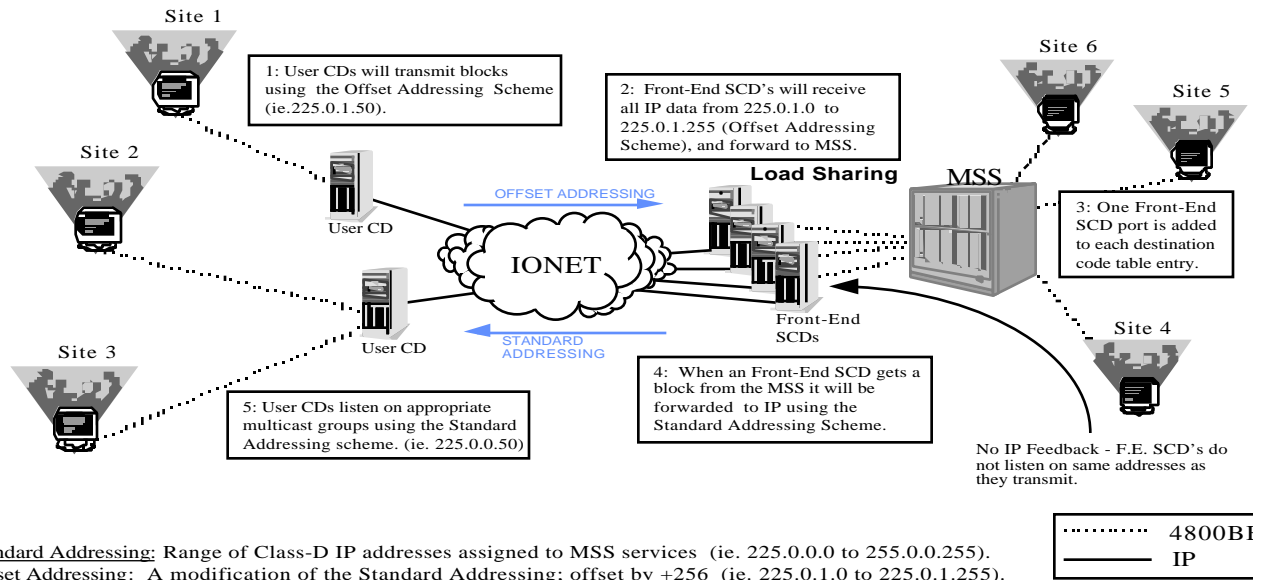 Site 1
1: User CDs will transmit blocks
using the Offset Addressing Scheme
(ie.225.0.1.50).
2: Front-End SCD's will receive
all IP data from 225.0.1.0 to
225.0.1.255 (Offset Addressing
Scheme), and forward to MSS.
Site 6
Site 5
Site 2
Load Sharing
MSS
OFFSET ADDRESSING
User CD
3: One Front-End
SCD port is added
to each destination
code table entry.
IONET
Front-End
SCDs
Site 4
User CD
STANDARD
ADDRESSING
Site 3
4: When an Front-End SCD gets a
block from the MSS it will be
forwarded to IP using the
Standard Addressing Scheme.
5: User CDs listen on appropriate
multicast groups using the Standard
Addressing scheme. (ie. 225.0.0.50)
No IP Feedback - F.E. SCD's do
not listen on same addresses as
they transmit.
4800B
IP
ndard Addressing: Range of Class-D IP addresses assigned to MSS services (ie. 225.0.0.0 to 255.0.0.255).
set Addressing: A modification of the Standard Addressing; offset by +256 (ie. 225.0.1.0 to 225.0.1.255).